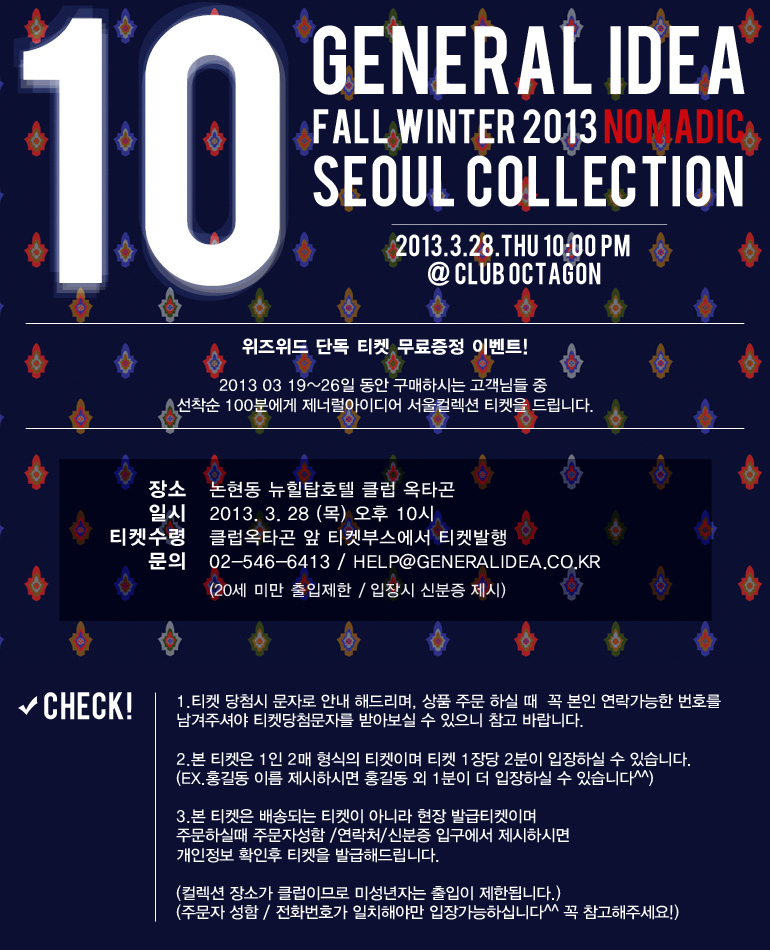 10
GENERAL IDEA
FALL WINTER 2013 NOMADIC
SEOUL COLLECTION
2013.3.28.THU 10:00 PM
@ CLUB OCTAGON
위즈위드 단독 티켓 무료증정 이벤트!
2013 03 19~26일 동안 구매하시는 고객님들 중
선착순 100분에게 제너럴아이디어 서울컬렉션 티켓을 드립니다.
장소 논현동 뉴힐탑호텔 클럽 옥타곤
일시 2013. 3. 28 (목) 오후 10시
티켓수령 클럽옥타곤 앞 티켓부스에서 티켓발행
문의 02-546-6413 / HELP@GENERALIDEA.CO.KR
(20세 미만 출입제한 / 입장시 신분증 제시)
CHECK!
1.티켓 당첨시 문자로 안내 해드리며, 상품 주문 하실 때 꼭 본인 연락가능한 번호를
남겨주셔야 티켓당첨문자를 받아보실 수 있으니 참고 바랍니다.
2.본 티켓은 1인 2매 형식의 티켓이며 티켓 1장당 2분이 입장하실 수 있습니다.
(EX.홍길동 이름 제시하시면 홍길동 외 1분이 더 입장하실 수 있습니다^^)
3.본 티켓은 배송되는 티켓이 아니라 현장 발급티켓이며
주문하실때 주문자성함 /연락처/신분증 입구에서 제시하시면
개인정보 확인후 티켓을 발급해드립니다.
(컬렉션 장소가 클럽이므로 미성년자는 출입이 제한됩니다.)
(주문자 성함 / 전화번호가 일치해야만 입장가능하십니다^^ 꼭 참고해주세요!)